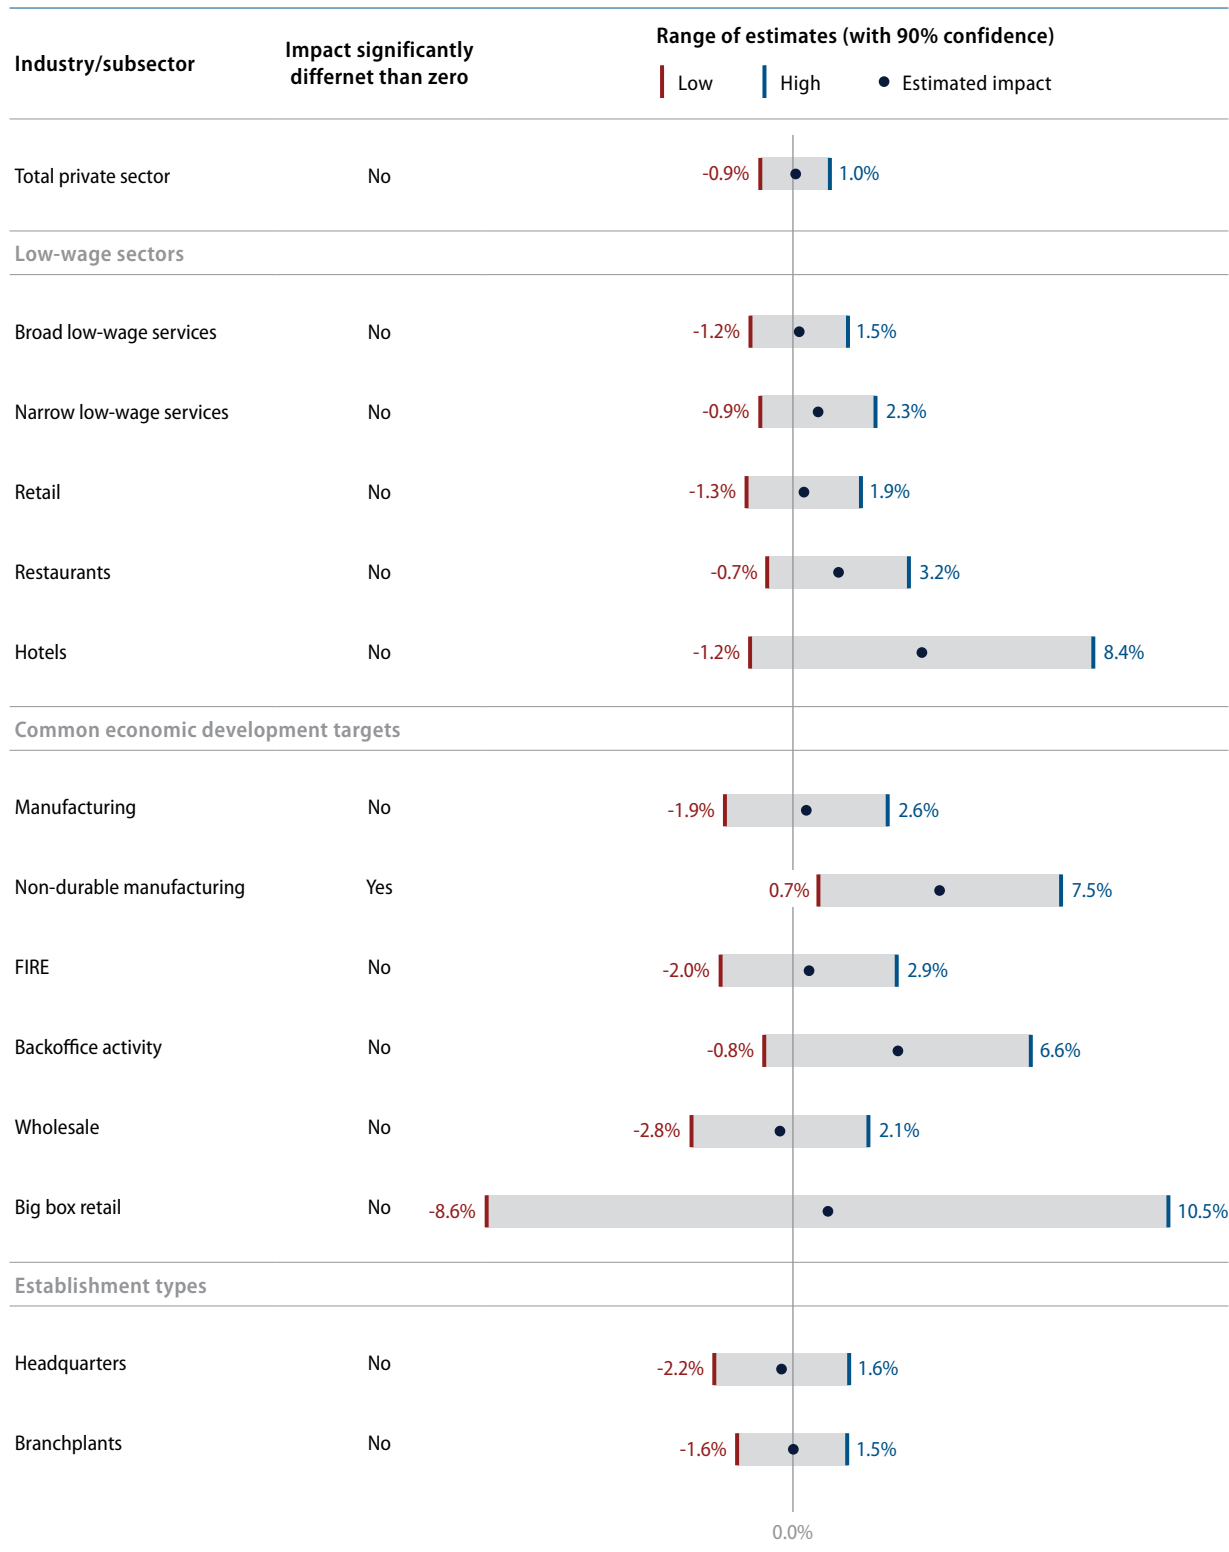 Industry/subsector
Impact significantly
differnet than zero
Range of estimates (with 90% confidence)
Low High Estimated impact
Total private sector No -0.9% 1.0%
Low-wage sectors
Broad low-wage services No -1.2% 1.5%
Narrow low-wage services No -0.9% 2.3%
Retail No -1.3% 1.9%
Restaurants No -0.7% 3.2%
Hotels No -1.2% 8.4%
Common economic development targets
Manufacturing No -1.9% 2.6%
Non-durable manufacturing Yes 0.7% 7.5%
FIRE No -2.0% 2.9%
Backoffice activity No -0.8% 6.6%
Wholesale No -2.8% 2.1%
Big box retail No -8.6% 10.5%
Establishment types
Headquarters No -2.2% 1.6%
Branchplants No -1.6% 1.5%
0.0%